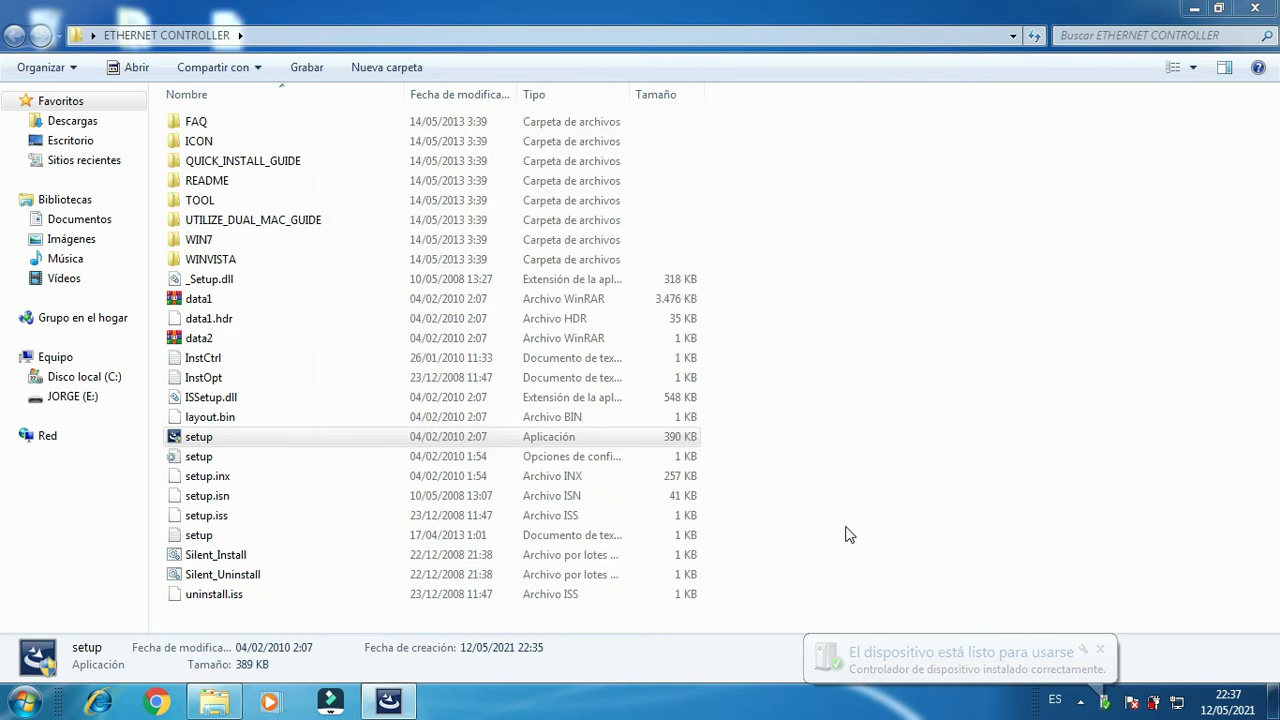 ETHERNET CONTROLLER
Buscar ETHERNET CONTROLLER
Organizar Abrir Compartir con Grabar Nueva carpeta
Nombre Fecha de modifica... Tipo Tamaño
Favoritos
Descargas
Escritorio
Sitios recientes
Bibliotecas
Documentos
Imágenes
Música
Vídeos
Grupo en el hogar
Equipo
Disco local (C:)
JORGE (E:)
Red
FAQ 14/05/2013 3:39 Carpeta de archivos
ICON 14/05/2013 3:39 Carpeta de archivos
QUICK_INSTALL_GUIDE 14/05/2013 3:39 Carpeta de archivos
README 14/05/2013 3:39 Carpeta de archivos
TOOL 14/05/2013 3:39 Carpeta de archivos
UTILIZE_DUAL_MAC_GUIDE 14/05/2013 3:39 Carpeta de archivos
WIN7 14/05/2013 3:39 Carpeta de archivos
WINVISTA 14/05/2013 3:39 Carpeta de archivos
_Setup.dll 10/05/2008 13:27 Extensión de la apl... 318 KB
data1 04/02/2010 2:07 Archivo WinRAR 3.476 KB
data1.hdr 04/02/2010 2:07 Archivo HDR 35 KB
data2 04/02/2010 2:07 Archivo WinRAR 1 KB
InstCtrl 26/01/2010 11:33 Documento de tex... 1 KB
InstOpt 23/12/2008 11:47 Documento de tex... 1 KB
ISSetup.dll 04/02/2010 2:07 Extensión de la apl... 548 KB
layout.bin 04/02/2010 2:07 Archivo BIN 1 KB
setup 04/02/2010 2:07 Aplicación 390 KB
setup 04/02/2010 1:54 Opciones de confi... 1 KB
setup.inx 04/02/2010 1:54 Archivo INX 257 KB
setup.isn 10/05/2008 13:07 Archivo ISN 41 KB
setup.iss 23/12/2008 11:47 Archivo ISS 1 KB
setup 17/04/2013 1:01 Documento de tex... 1 KB
Silent_Install 22/12/2008 21:38 Archivo por lotes ... 1 KB
Silent_Uninstall 22/12/2008 21:38 Archivo por lotes ... 1 KB
uninstall.iss 23/12/2008 11:47 Archivo ISS 1 KB
setup Fecha de modifica... 04/02/2010 2:07 Fecha de creación: 12/05/2021 22:35
Aplicación Tamaño: 389 KB
El dispositivo está listo para usarse
Controlador de dispositivo instalado correctamente.
ES
22:37
12/05/2021